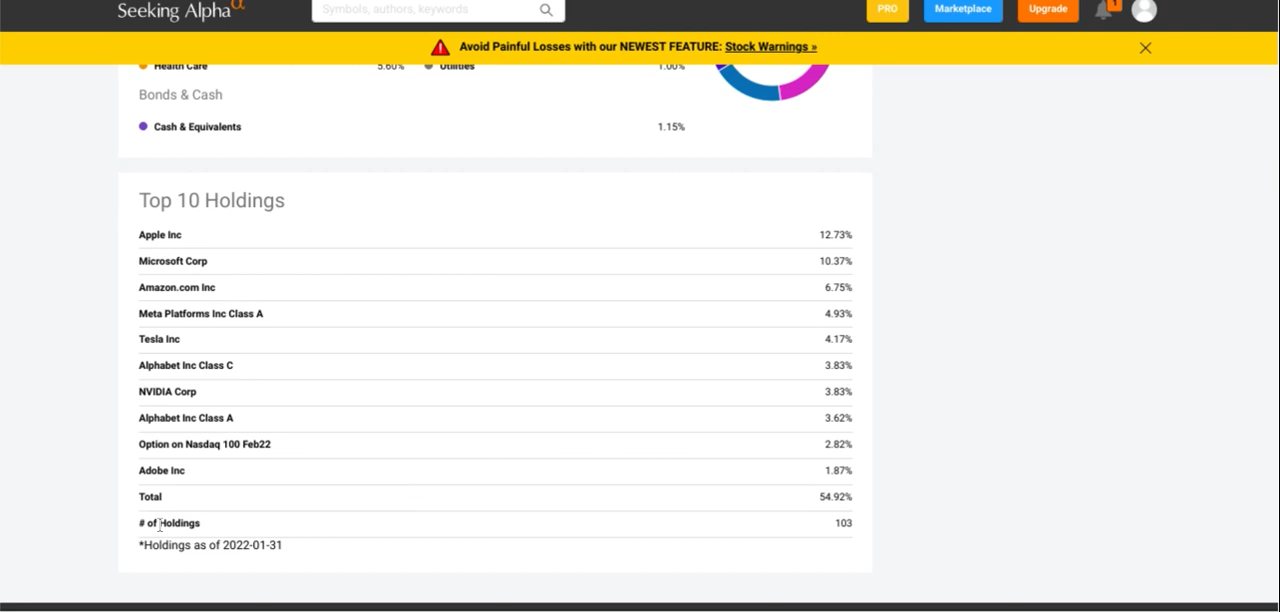 Seeking Alpha α
Symbols, authors, keywords
PRO
Marketplace
Upgrade
1
Avoid Painful Losses with our NEWEST FEATURE: Stock Warnings »
Health Care 5.60% Utilities 1.00%
Bonds & Cash
Cash & Equivalents 1.15%
Top 10 Holdings
Apple Inc 12.73%
Microsoft Corp 10.37%
Amazon.com Inc 6.75%
Meta Platforms Inc Class A 4.93%
Tesla Inc 4.17%
Alphabet Inc Class C 3.83%
NVIDIA Corp 3.83%
Alphabet Inc Class A 3.62%
Option on Nasdaq 100 Feb22 2.82%
Adobe Inc 1.87%
Total 54.92%
# of Holdings 103
*Holdings as of 2022-01-31